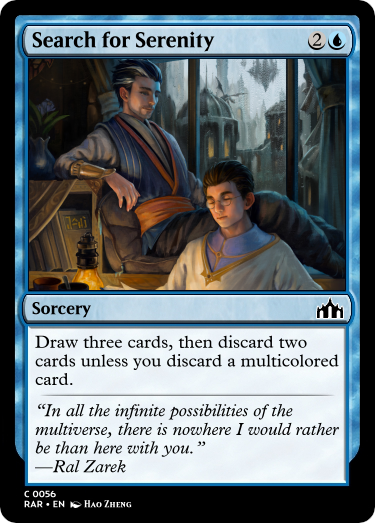 Search for Serenity 2
Sorcery
Draw three cards, then discard two
cards unless you discard a multicolored
card.
“In all the infinite possibilities of the
multiverse, there is nowhere I would rather
be than here with you.”
—Ral Zarek
C 0056
RAR • EN Hao Zheng